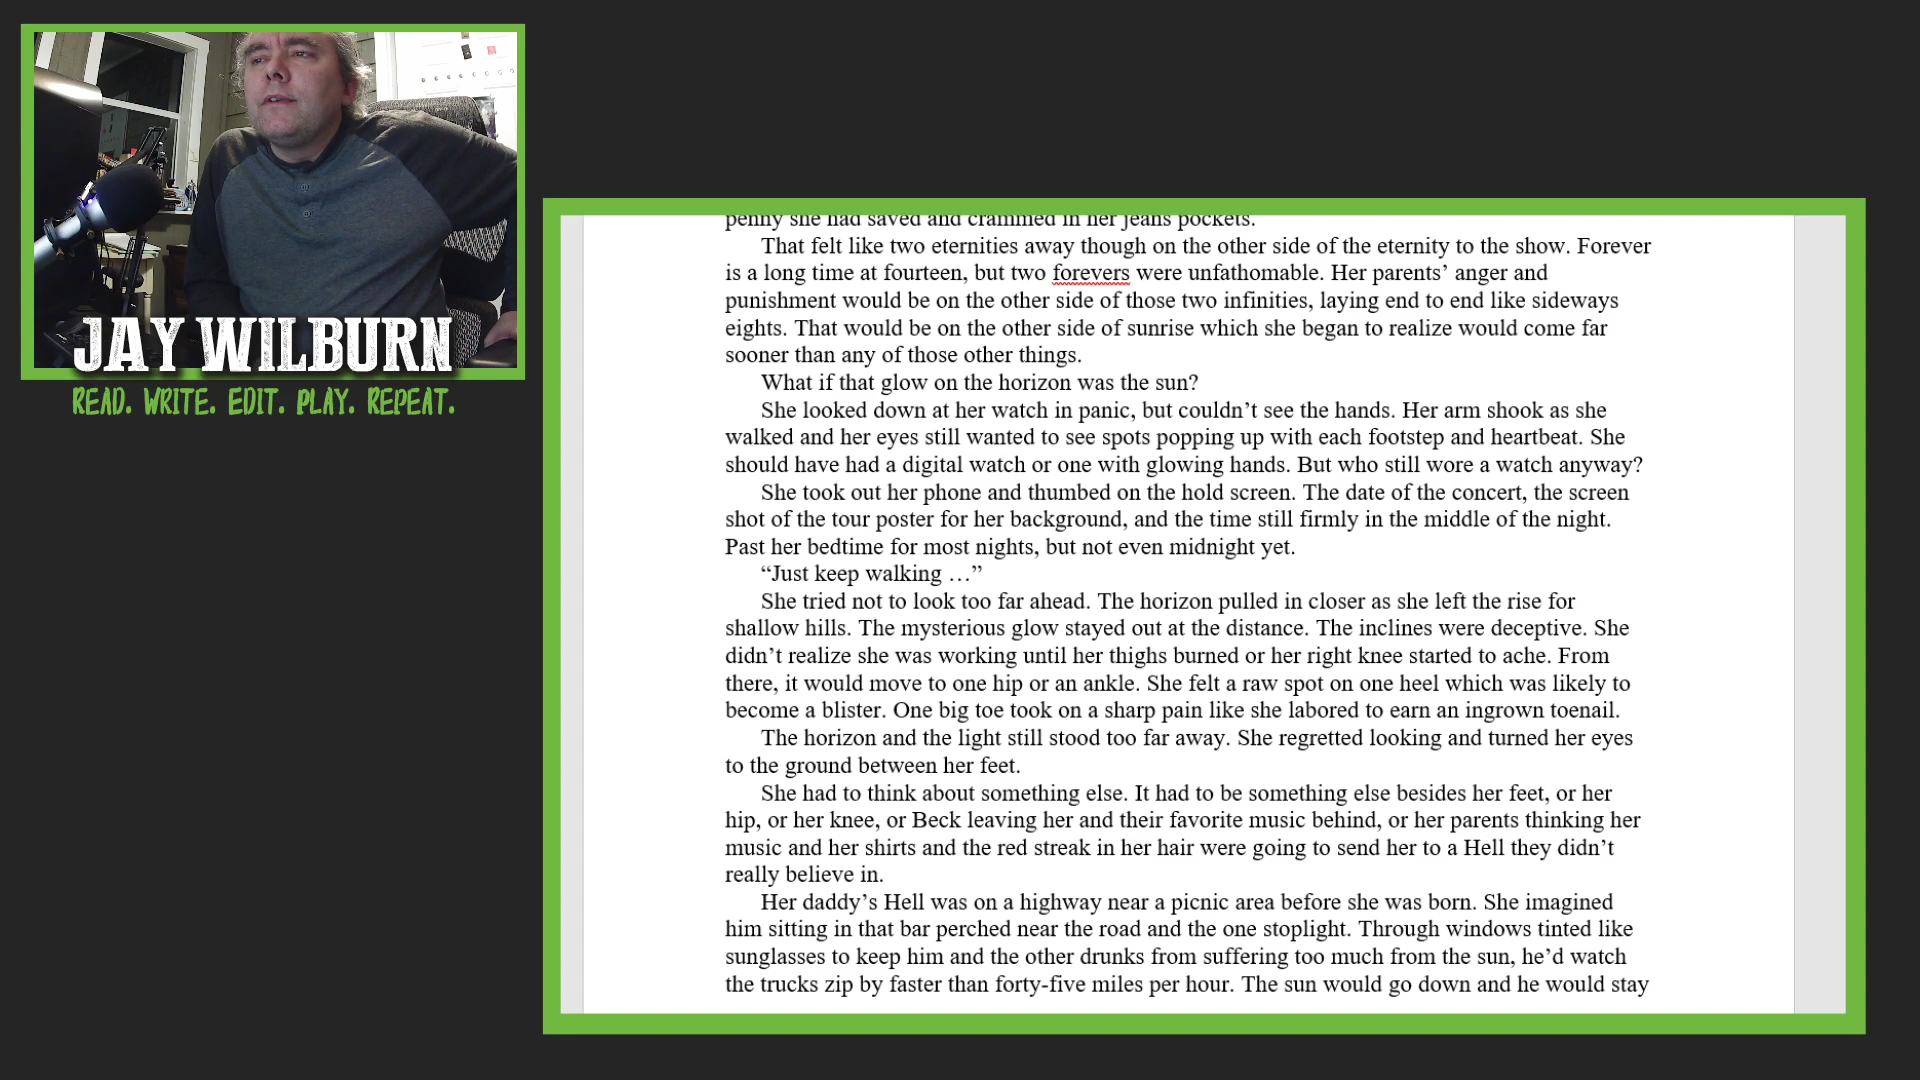 JAY WILBURN
READ. WRITE. EDIT. PLAY. REPEAT.
penny she had saved and crammed in her jeans pockets.
That felt like two eternities away though on the other side of the eternity to the show. Forever
is a long time at fourteen, but two forevers were unfathomable. Her parents’ anger and
punishment would be on the other side of those two infinities, laying end to end like sideways
eights. That would be on the other side of sunrise which she began to realize would come far
sooner than any of those other things.
What if that glow on the horizon was the sun?
She looked down at her watch in panic, but couldn’t see the hands. Her arm shook as she
walked and her eyes still wanted to see spots popping up with each footstep and heartbeat. She
should have had a digital watch or one with glowing hands. But who still wore a watch anyway?
She took out her phone and thumbed on the hold screen. The date of the concert, the screen
shot of the tour poster for her background, and the time still firmly in the middle of the night.
Past her bedtime for most nights, but not even midnight yet.
“Just keep walking …”
She tried not to look too far ahead. The horizon pulled in closer as she left the rise for
shallow hills. The mysterious glow stayed out at the distance. The inclines were deceptive. She
didn’t realize she was working until her thighs burned or her right knee started to ache. From
there, it would move to one hip or an ankle. She felt a raw spot on one heel which was likely to
become a blister. One big toe took on a sharp pain like she labored to earn an ingrown toenail.
The horizon and the light still stood too far away. She regretted looking and turned her eyes
to the ground between her feet.
She had to think about something else. It had to be something else besides her feet, or her
hip, or her knee, or Beck leaving her and their favorite music behind, or her parents thinking her
music and her shirts and the red streak in her hair were going to send her to a Hell they didn’t
really believe in.
Her daddy’s Hell was on a highway near a picnic area before she was born. She imagined
him sitting in that bar perched near the road and the one stoplight. Through windows tinted like
sunglasses to keep him and the other drunks from suffering too much from the sun, he’d watch
the trucks zip by faster than forty-five miles per hour. The sun would go down and he would stay